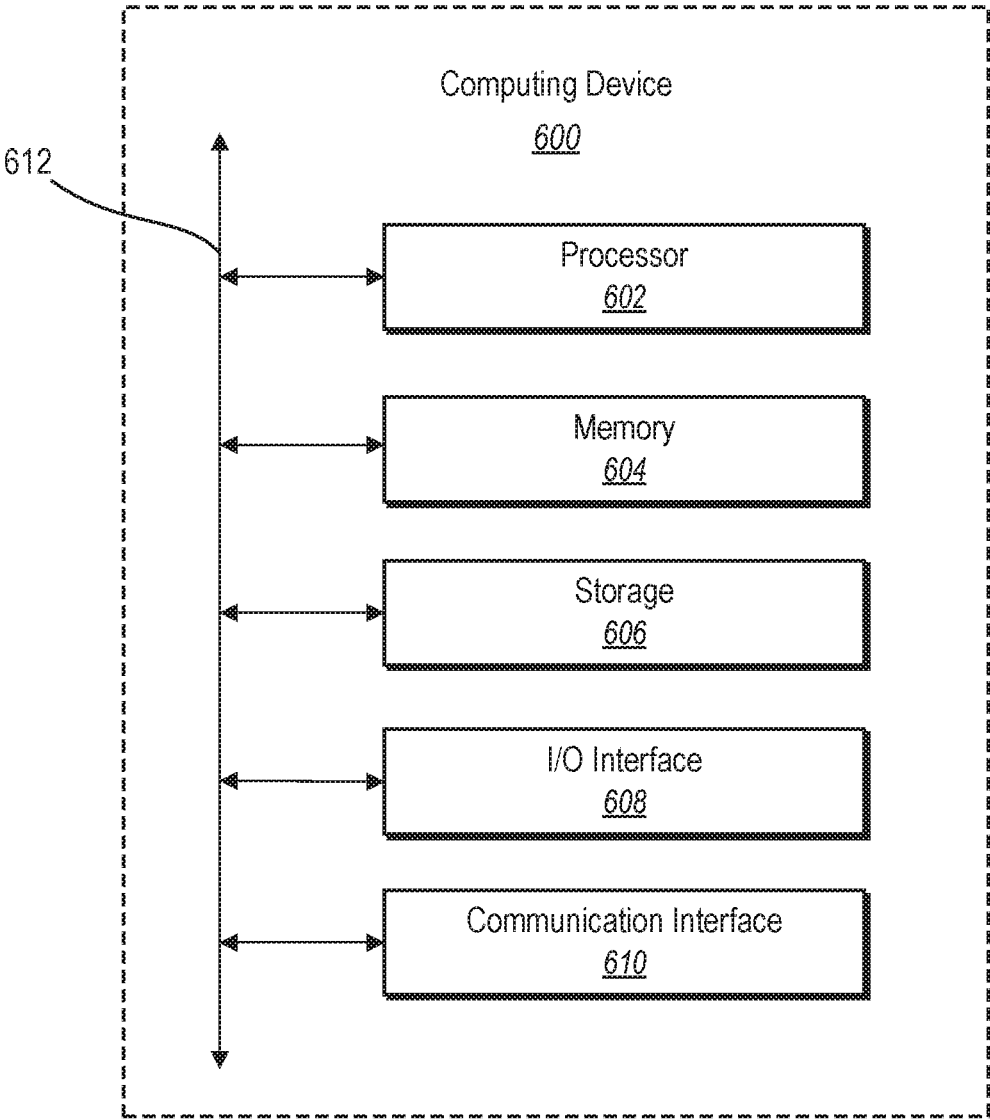 Computing Device
600
612
Processor
602
Memory
604
Storage
606
I/O Interface
608
Communication Interface
610